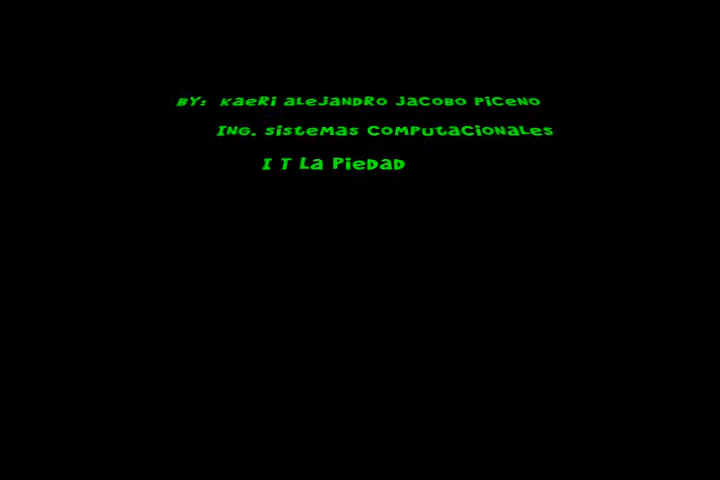 BY: Kaeri Alejandro Jacobo Piceno
Ing. Sistemas Computacionales
I T La Piedad